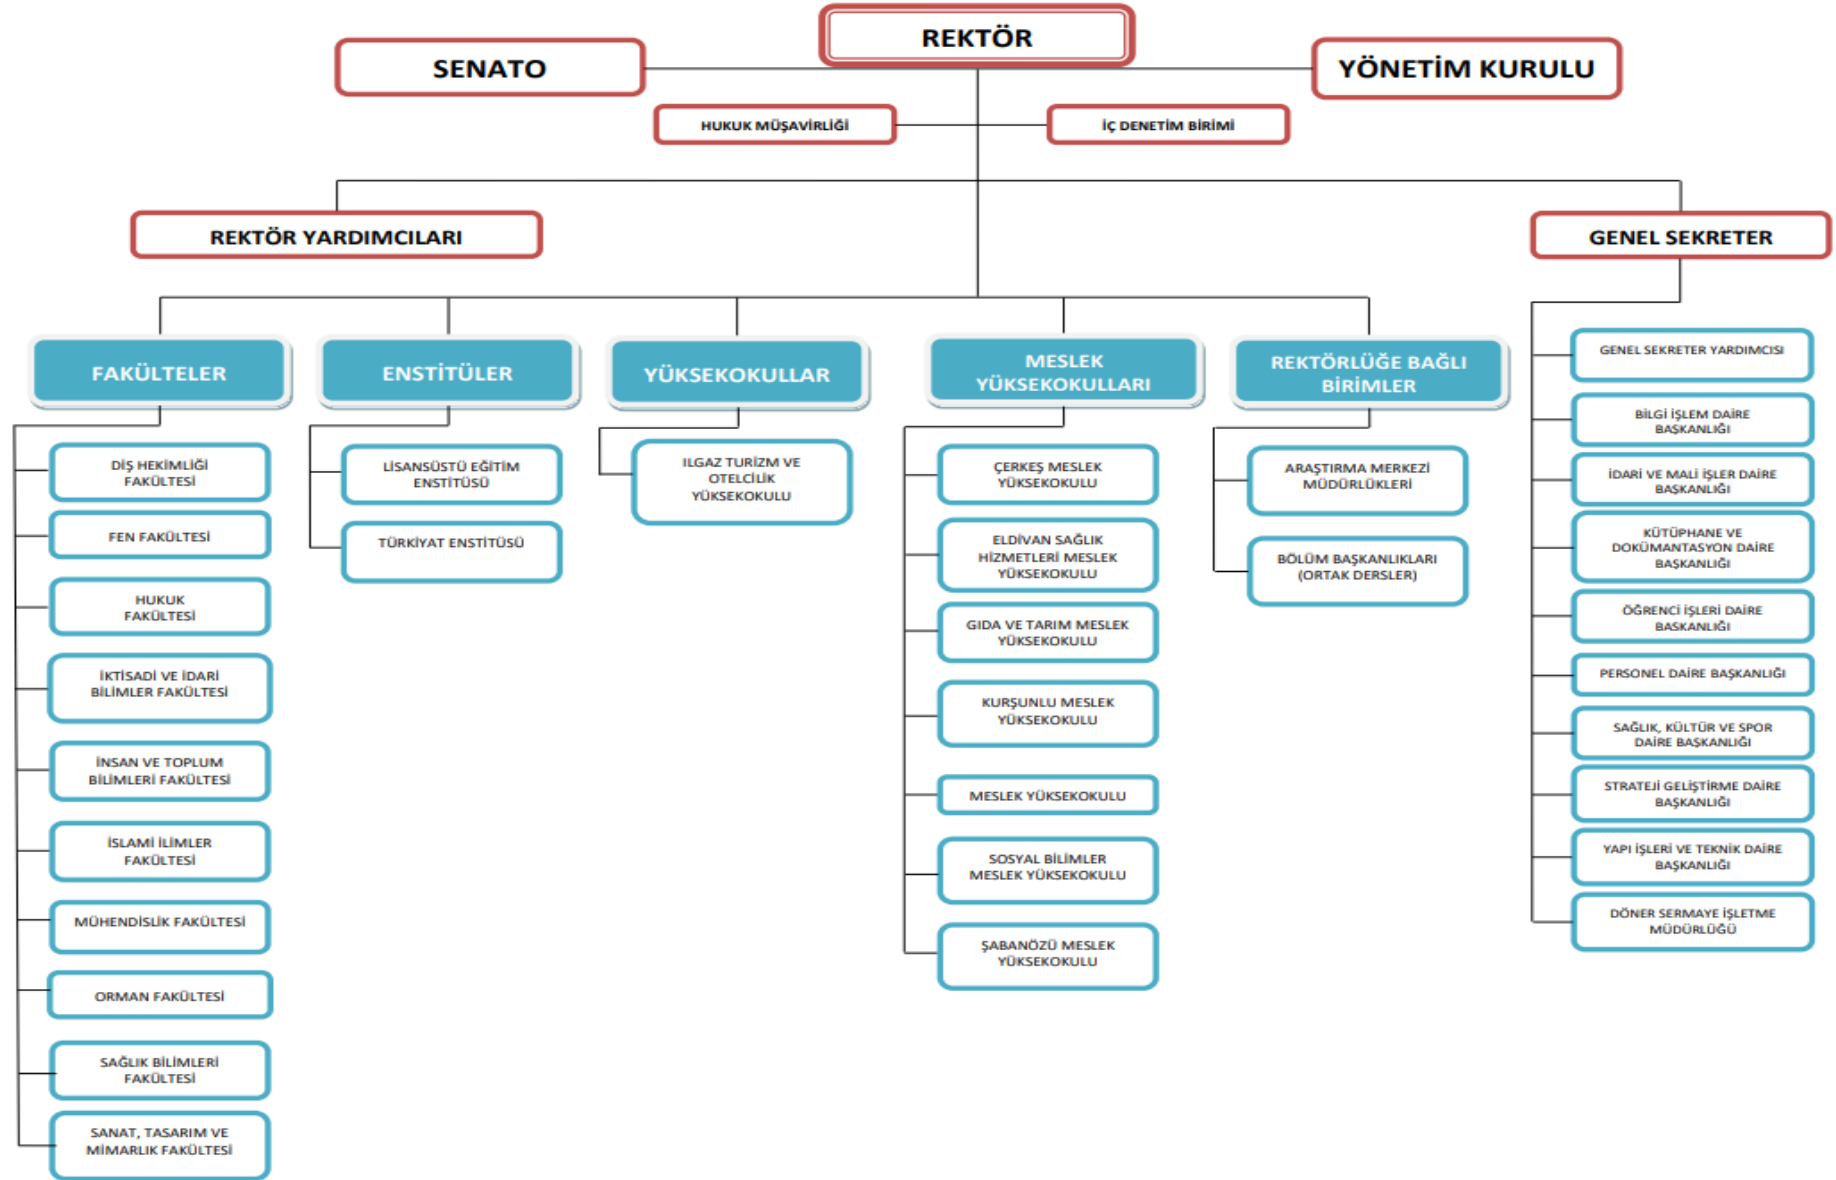 REKTÖR
SENATO
YÖNETİM KURULU
HUKUK MÜŞAVİRLİĞİ
İÇ DENETİM BİRİMİ
REKTÖR YARDIMCILARI
GENEL SEKRETER
FAKÜLTELER
DİŞ HEKİMLİĞİ
FAKÜLTESİ
FEN FAKÜLTESİ
HUKUK
FAKÜLTESİ
İKTİSADİ VE İDARİ
BİLİMLER FAKÜLTESİ
İNSAN VE TOPLUM
BİLİMLERİ FAKÜLTESİ
İSLAMİ İLİMLER
FAKÜLTESİ
MÜHENDİSLİK FAKÜLTESİ
ORMAN FAKÜLTESİ
SAĞLIK BİLİMLERİ
FAKÜLTESİ
SANAT, TASARIM VE
MİMARLIK FAKÜLTESİ
ENSTİTÜLER
LİSANSÜSTÜ EĞİTİM
ENSTİTÜSÜ
TÜRKİYAT ENSTİTÜSÜ
YÜKSEKOKULLAR
ILGAZ TURİZM VE
OTELCİLİK
YÜKSEKOKULU
MESLEK
YÜKSEKOKULLARI
ÇERKEŞ MESLEK
YÜKSEKOKULU
ELDİVAN SAĞLIK
HİZMETLERİ MESLEK
YÜKSEKOKULU
GIDA VE TARIM MESLEK
YÜKSEKOKULU
KURŞUNLU MESLEK
YÜKSEKOKULU
MESLEK YÜKSEKOKULU
SOSYAL BİLİMLER
MESLEK YÜKSEKOKULU
ŞABANÖZÜ MESLEK
YÜKSEKOKULU
REKTÖRLÜĞE BAĞLI
BİRİMLER
ARAŞTIRMA MERKEZİ
MÜDÜRLÜKLERİ
BÖLÜM BAŞKANLIKLARI
(ORTAK DERSLER)
GENEL SEKRETER YARDIMCISI
BİLGİ İŞLEM DAİRE
BAŞKANLIĞI
İDARİ VE MALİ İŞLER DAİRE
BAŞKANLIĞI
KÜTÜPHANE VE
DOKÜMANTASYON DAİRE
BAŞKANLIĞI
ÖĞRENCİ İŞLERİ DAİRE
BASKANLIĞI
PERSONEL DAİRE BAŞKANLIĞI
SAĞLIK, KÜLTÜR VE SPOR
DAİRE BAŞKANLIĞI
STRATEJİ GELİŞTİRME DAİRE
BAŞKANLIĞI
YAPI İŞLERİ VE TEKNİK DAİRE
BAŞKANLIĞI
DÖNER SERMAYE İŞLETME
MÜDÜRLÜĞÜ